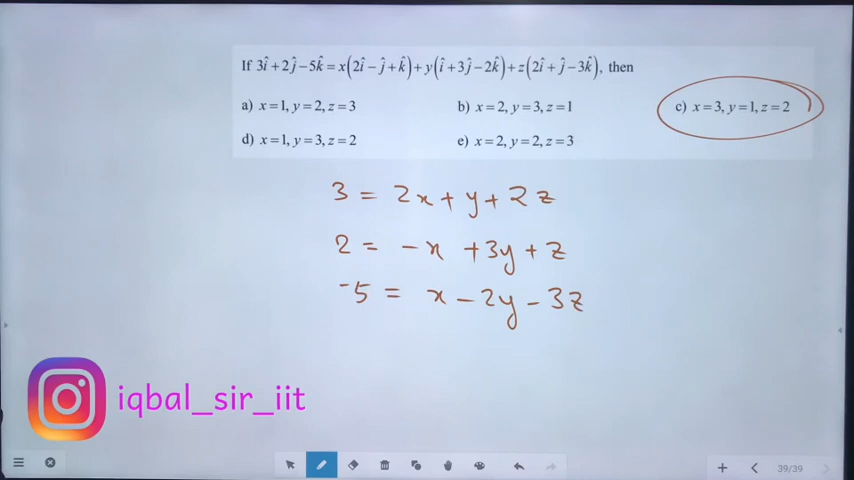 If 3î + 2ĵ − 5k̂ = x(2î − ĵ + k̂) + y(î + 3ĵ − 2k̂) + z(2î + ĵ − 3k̂), then
a) x = 1, y = 2, z = 3 b) x = 2, y = 3, z = 1 c) x = 3, y = 1, z = 2
d) x = 1, y = 3, z = 2 e) x = 2, y = 2, z = 3
3 = 2x + y + 2z
2 = -x + 3y + z
-5 = x - 2y - 3z
iqbal_sir_iit
39/39